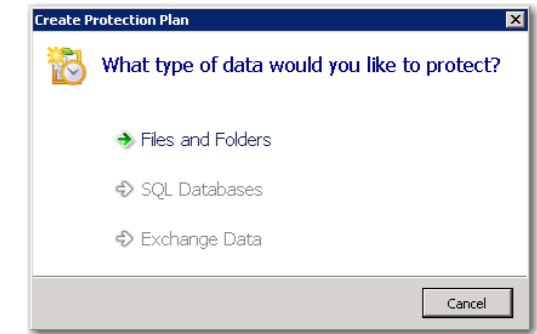 Create Protection Plan
What type of data would you like to protect?
Files and Folders
SQL Databases
Exchange Data
Cancel